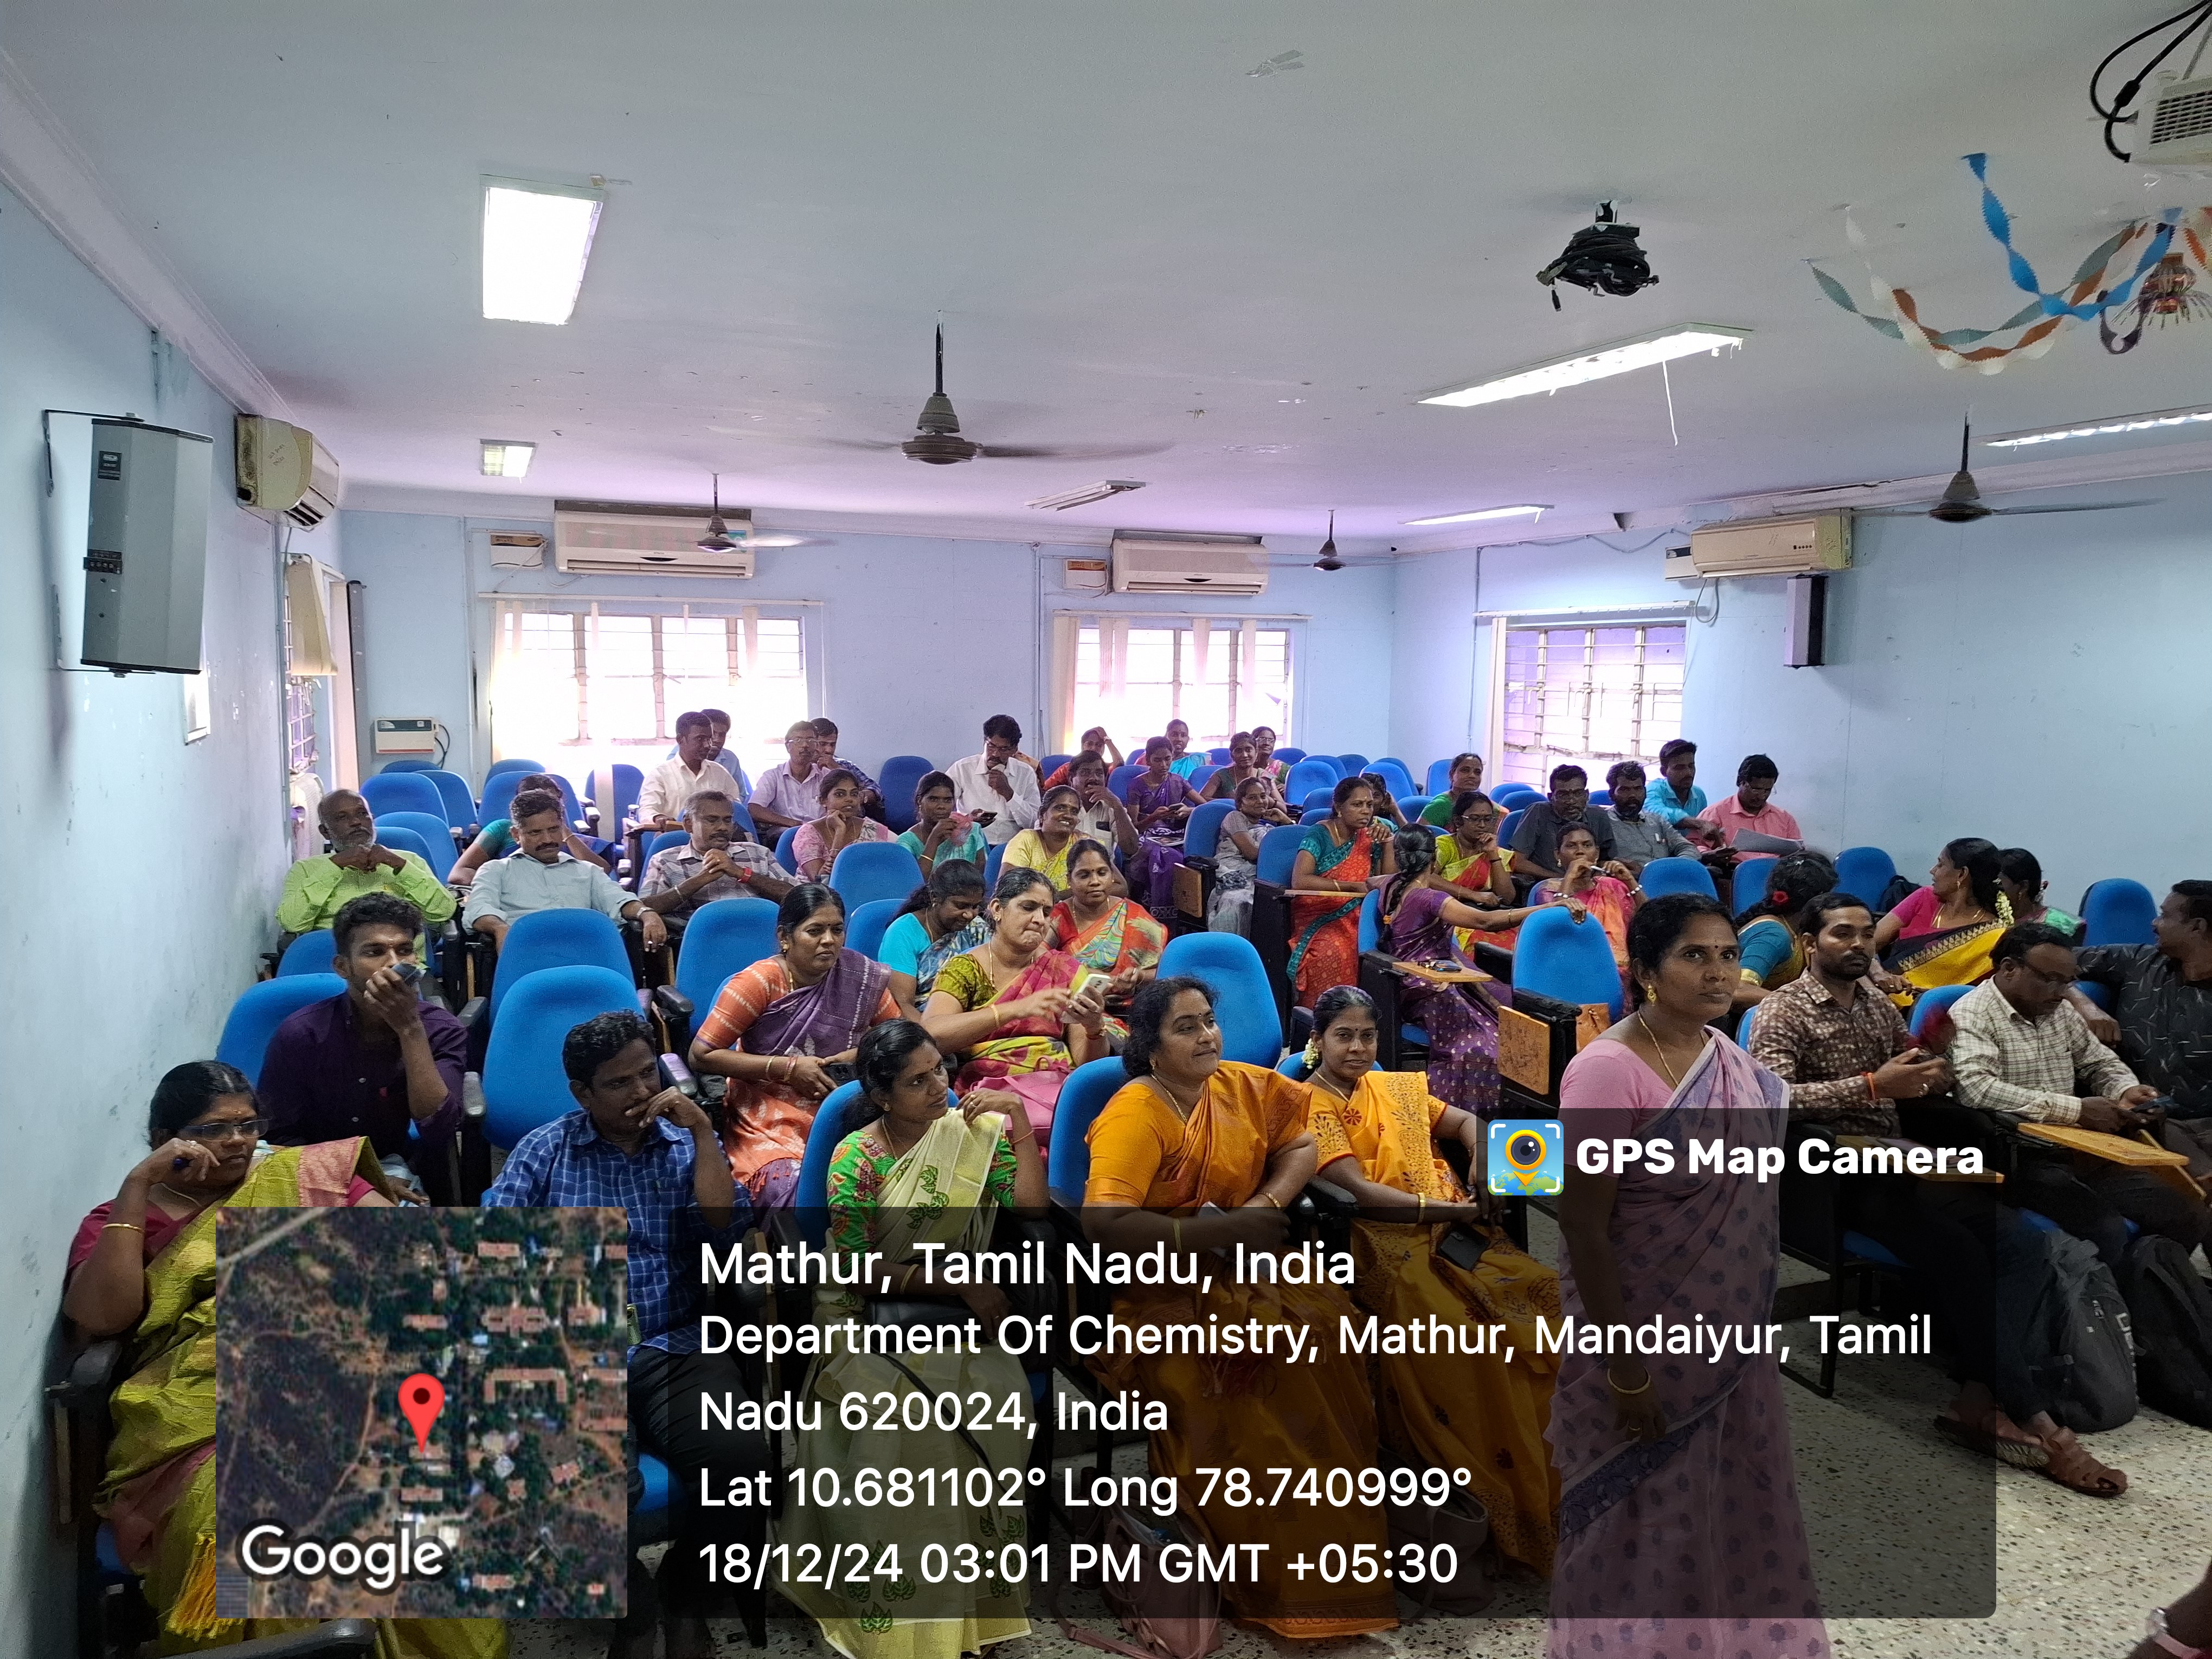 GPS Map Camera
Mathur, Tamil Nadu, India
Department Of Chemistry, Mathur, Mandaiyur, Tamil
Nadu 620024, India
Lat 10.681102° Long 78.740999°
18/12/24 03:01 PM GMT +05:30
Google